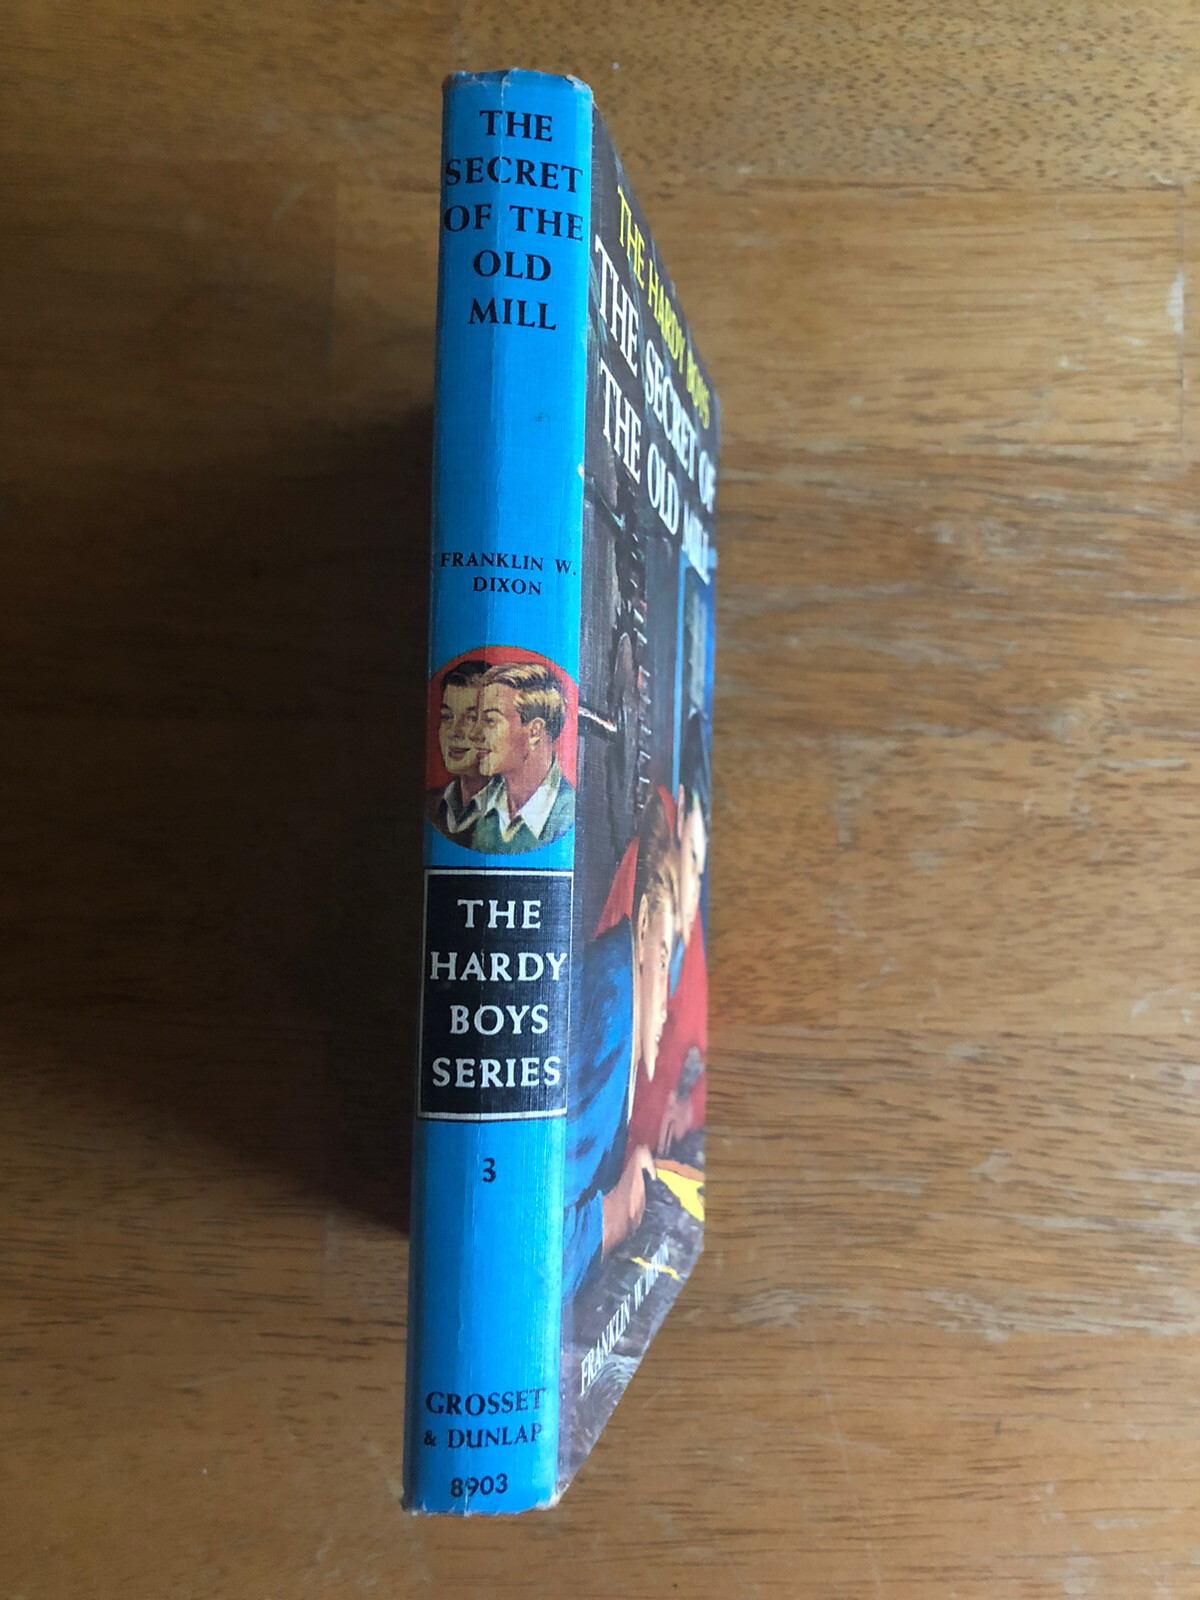 THE
SECRET
OF THE
OLD
MILL
FRANKLIN W.
DIXON
THE
HARDY
BOYS
SERIES
3
GROSSET
& DUNLAP
8903
THE HARDY BOYS
THE SECRET OF
THE OLD MILL
FRANKLIN W. DIXON